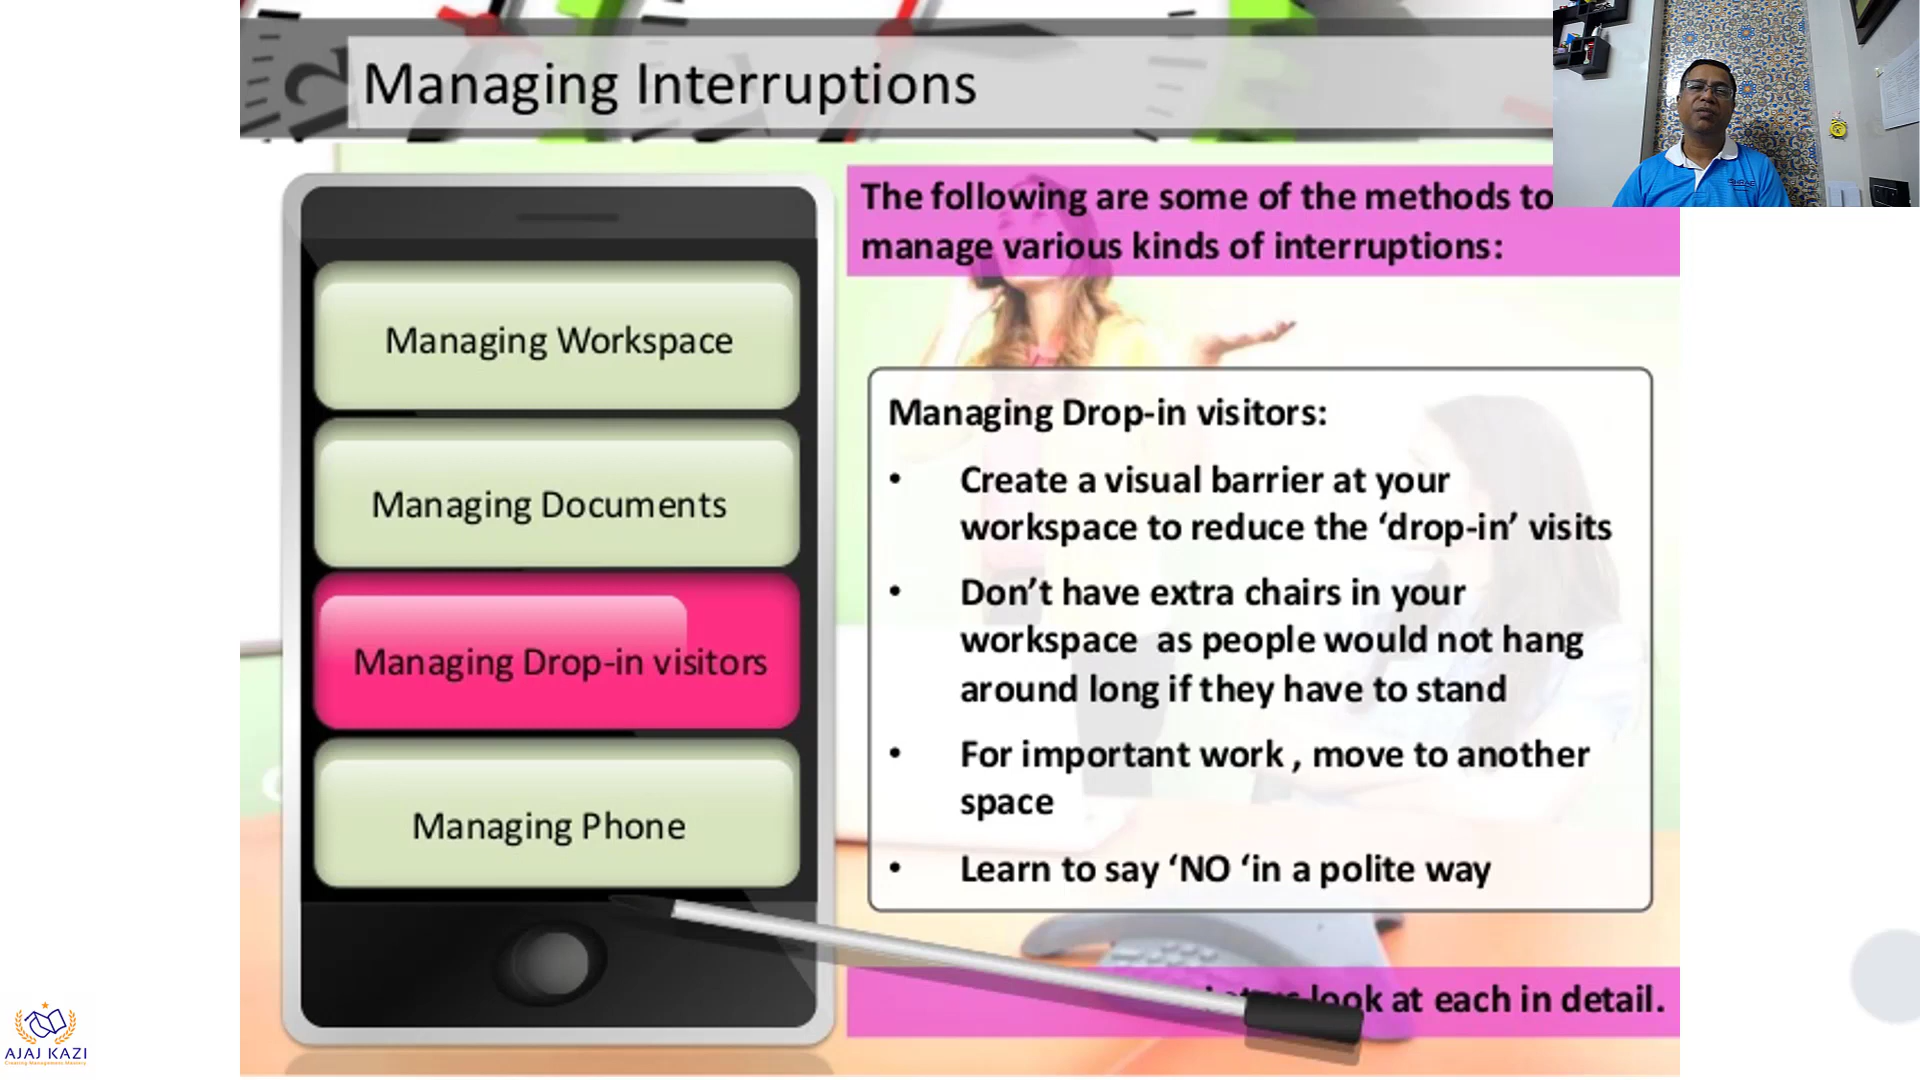 Managing Interruptions
The following are some of the methods to
manage various kinds of interruptions:
Managing Workspace
Managing Documents
Managing Drop-in visitors
Managing Phone
Managing Drop-in visitors:
• Create a visual barrier at your
workspace to reduce the ‘drop-in’ visits
• Don’t have extra chairs in your
workspace as people would not hang
around long if they have to stand
• For important work , move to another
space
• Learn to say ‘NO ‘in a polite way
look at each in detail.
AJAJ KAZI